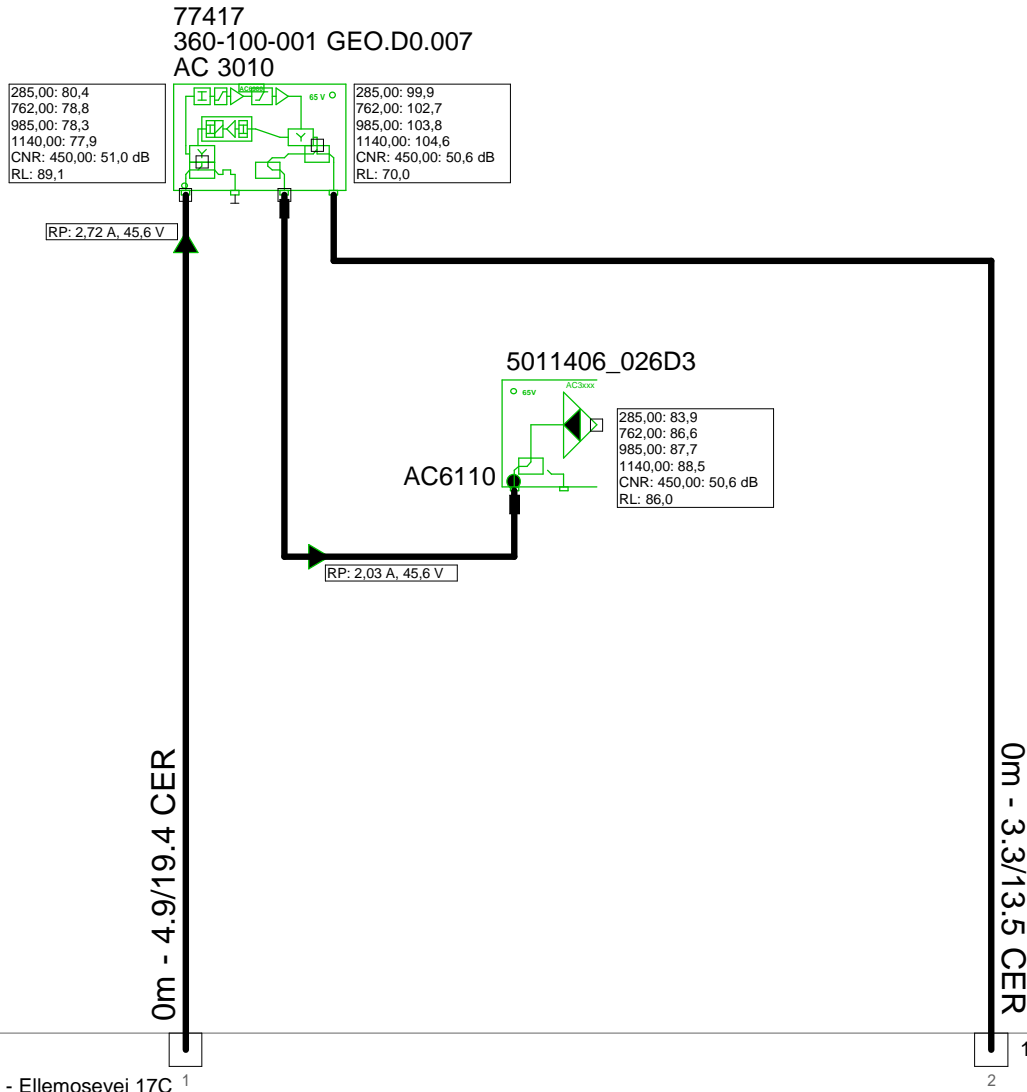 77417
360-100-001 GEO.D0.007
AC 3010
285,00: 80,4
762,00: 78,8
985,00: 78,3
1140,00: 77,9
CNR: 450,00: 51,0 dB
RL: 89,1
65 V
Y
Y
285,00: 99,9
762,00: 102,7
985,00: 103,8
1140,00: 104,6
CNR: 450,00: 50,6 dB
RL: 70,0
RP: 2,72 A, 45,6 V
5011406_026D3
65V
AC3xxx
AC6110
285,00: 83,9
762,00: 86,6
985,00: 87,7
1140,00: 88,5
CNR: 450,00: 50,6 dB
RL: 86,0
RP: 2,03 A, 45,6 V
0m - 4.9/19.4 CER
0m - 3.3/13.5 CER
1
- Ellemosevej 17C
1
2